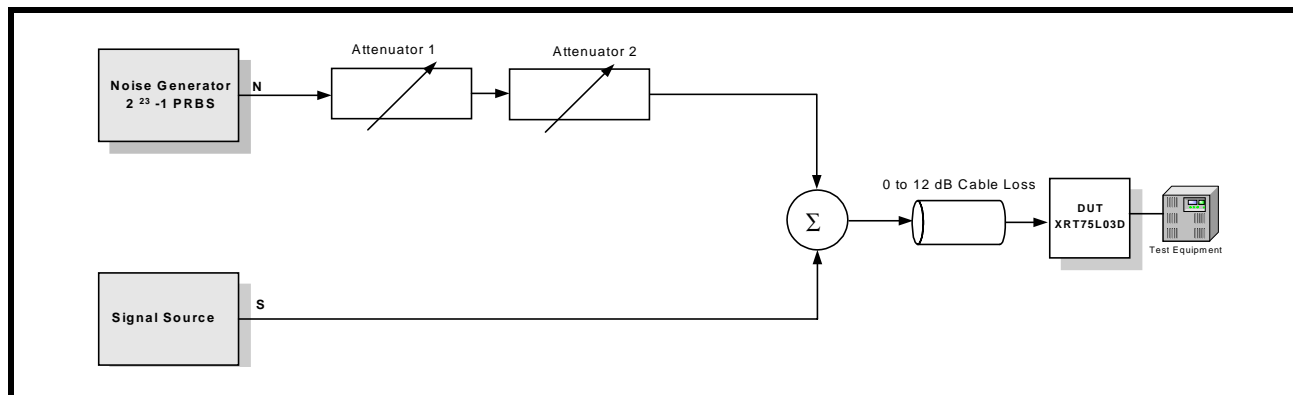 Noise Generator
2 23 -1 PRBS
N
Attenuator 1
Attenuator 2
Σ
0 to 12 dB Cable Loss
DUT
XRT75L03D
Test Equipment
Signal Source
S